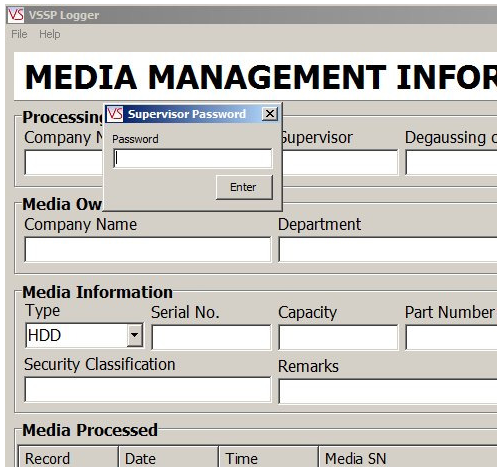 VS VSSP Logger
File Help
MEDIA MANAGEMENT INFOR
Processing
VS Supervisor Password
Company N
Supervisor
Degaussing
Password
Enter
Media Ow
Company Name
Department
Media Information
Type
Serial No.
Capacity
Part Number
HDD
Security Classification
Remarks
Media Processed
Record
Date
Time
Media SN